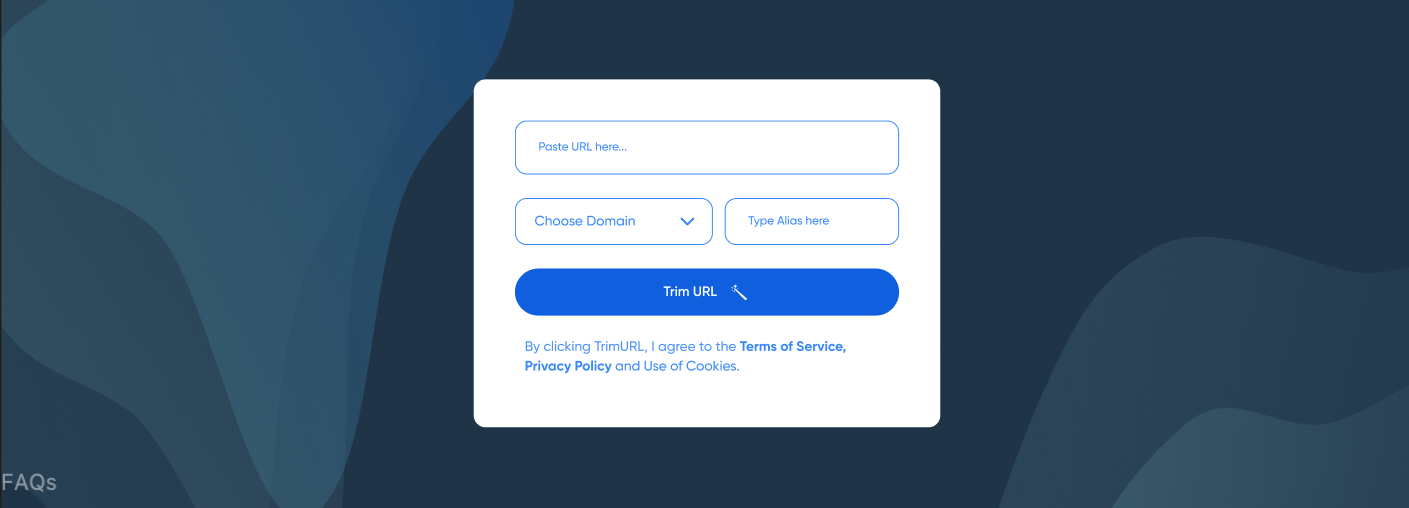 Paste URL here...
Choose Domain
Type Alias here
Trim URL
By clicking TrimURL, I agree to the Terms of Service,
Privacy Policy and Use of Cookies.
FAQs